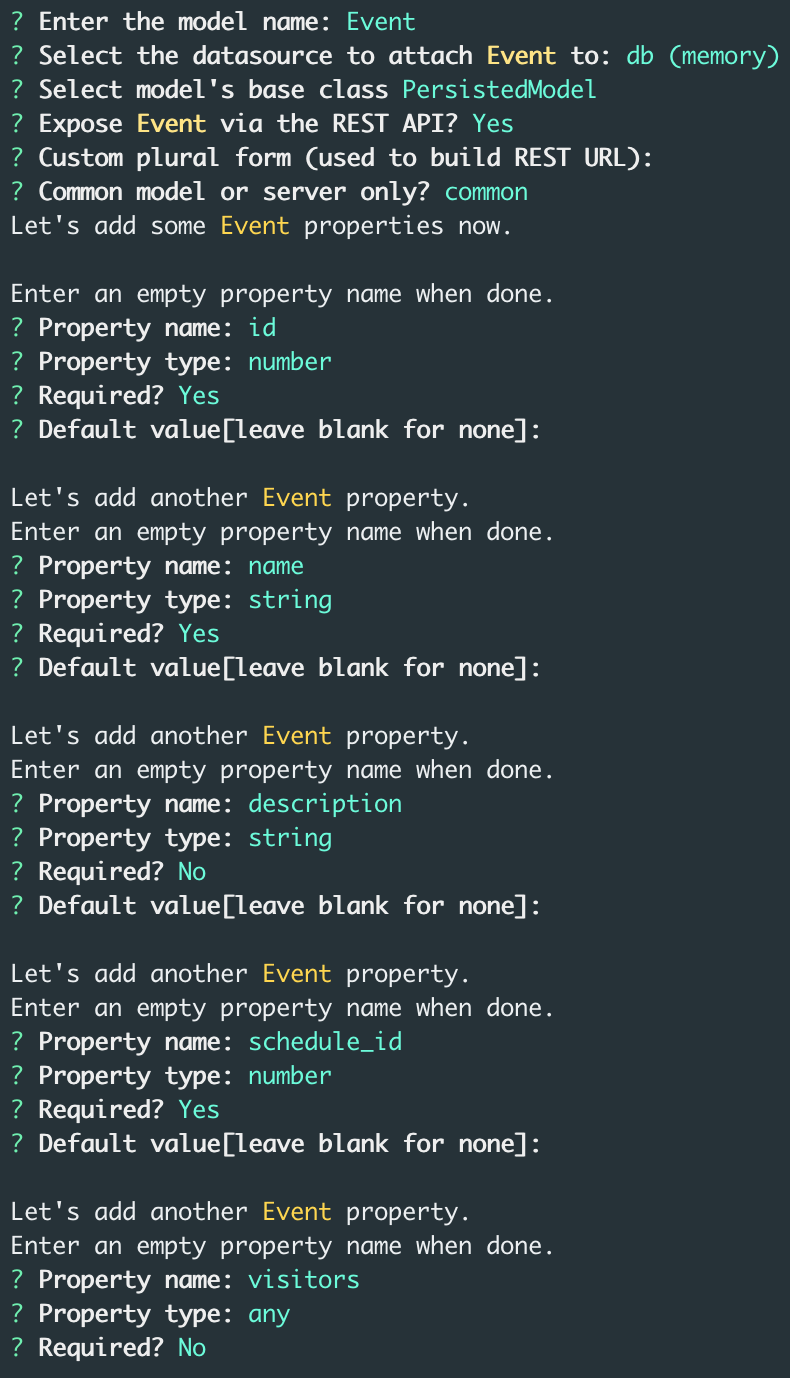 ? Enter the model name: Event
? Select the datasource to attach Event to: db (memory)
? Select model's base class PersistedModel
? Expose Event via the REST API? Yes
? Custom plural form (used to build REST URL):
? Common model or server only? common
Let's add some Event properties now.
Enter an empty property name when done.
? Property name: id
? Property type: number
? Required? Yes
? Default value[leave blank for none]:
Let's add another Event property.
Enter an empty property name when done.
? Property name: name
? Property type: string
? Required? Yes
? Default value[leave blank for none]:
Let's add another Event property.
Enter an empty property name when done.
? Property name: description
? Property type: string
? Required? No
? Default value[leave blank for none]:
Let's add another Event property.
Enter an empty property name when done.
? Property name: schedule_id
? Property type: number
? Required? Yes
? Default value[leave blank for none]:
Let's add another Event property.
Enter an empty property name when done.
? Property name: visitors
? Property type: any
? Required? No